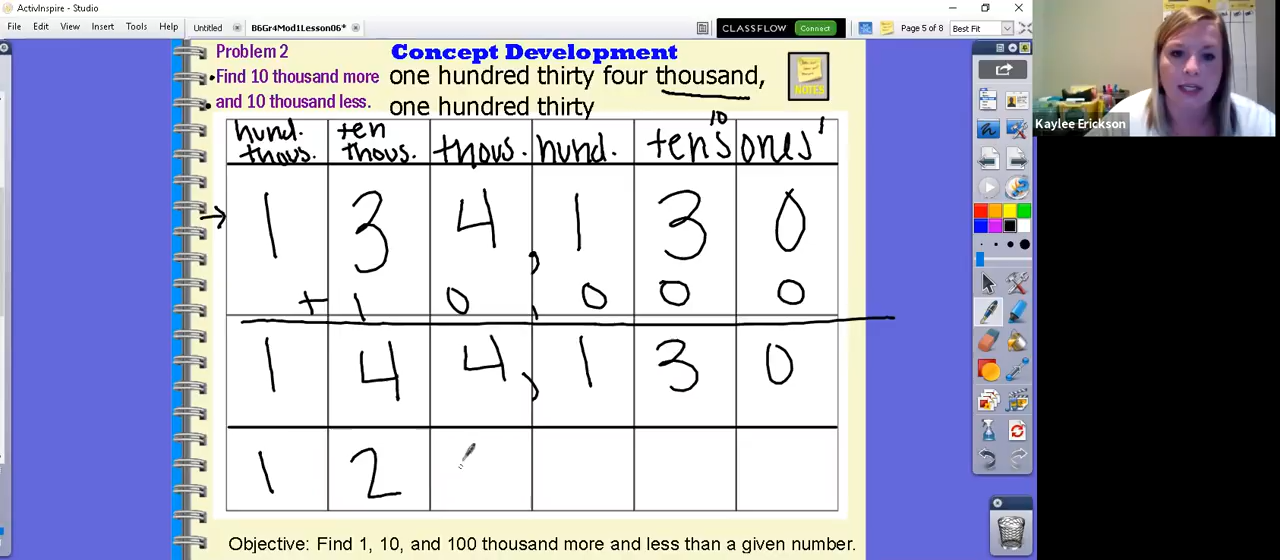 ActivInspire - Studio
File Edit View Insert Tools Help
Untitled
B6Gr4Mod1Lesson06*
CLASSFLOW Connect
Page 5 of 8
Best Fit
Kaylee Erickson
Problem 2
Find 10 thousand more
and 10 thousand less.
Concept Development
one hundred thirty four thousand,
one hundred thirty
NOTES
hund. thous. ten thous. thous. hund. tens 10 ones 1
1 3 4 , 1 3 0
+ 1 0 , 0 0 0
1 4 4 , 1 3 0
1 2
Objective: Find 1, 10, and 100 thousand more and less than a given number.